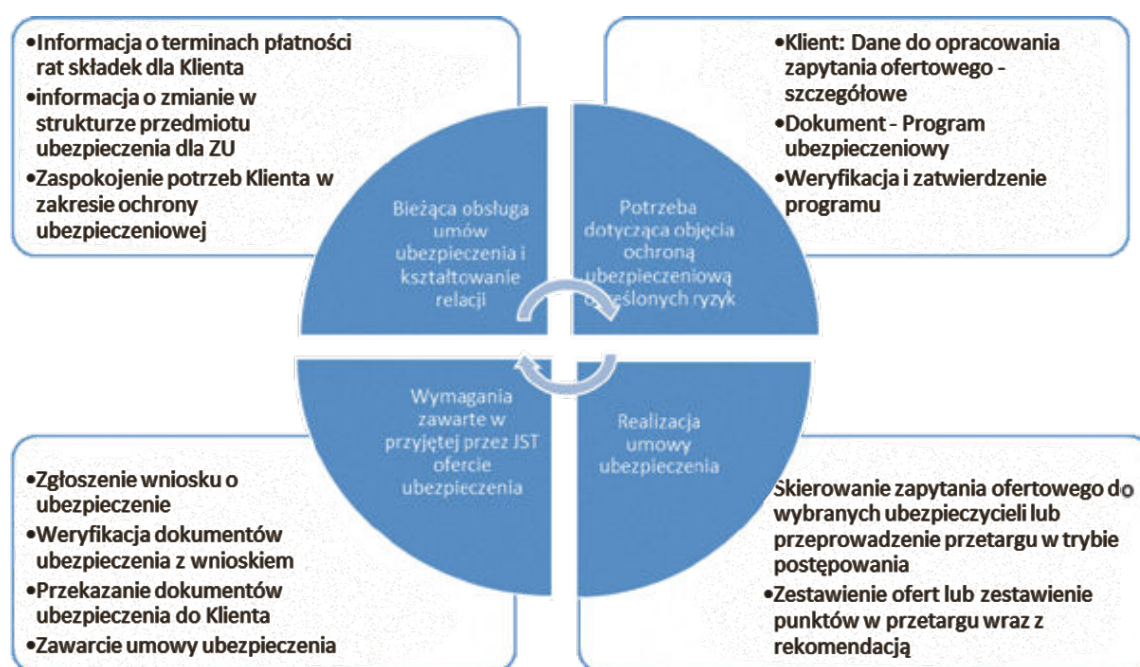 •Informacja o terminach płatności
rat składek dla Klienta
•informacja o zmianie w
strukturze przedmiotu
ubezpieczenia dla ZU
•Zaspokojenie potrzeb Klienta w
zakresie ochrony
ubezpieczeniowej
•Klient: Dane do opracowania
zapytania ofertowego -
szczegółowe
•Dokument - Program
ubezpieczeniowy
•Weryfikacja i zatwierdzenie
programu
Bieżąca obsługa
umów
ubezpieczenia i
kształtowanie
relacji
Potrzeba
dotycząca objęcia
ochroną
ubezpieczeniową
określonych ryzyk
Wymagania
zawarte w
przyjętej przez JST
ofercie
ubezpieczenia
Realizacja
umowy
ubezpieczenia
•Zgłoszenie wniosku o
ubezpieczenie
•Weryfikacja dokumentów
ubezpieczenia z wnioskiem
•Przekazanie dokumentów
ubezpieczenia do Klienta
•Zawarcie umowy ubezpieczenia
Skierowanie zapytania ofertowego do
wybranych ubezpieczycieli lub
przeprowadzenie przetargu w trybie
postępowania
•Zestawienie ofert lub zestawienie
punktów w przetargu wraz z
rekomendacją